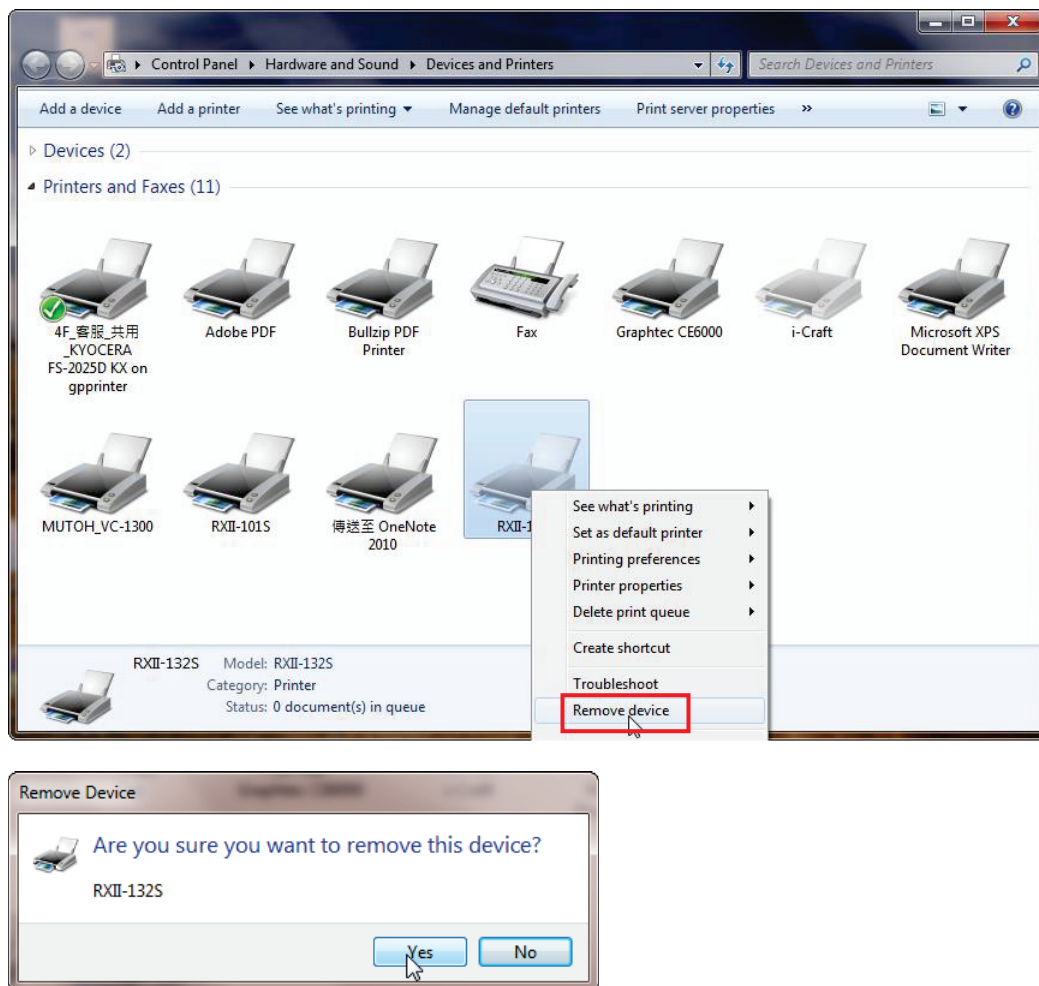 Control Panel Hardware and Sound Devices and Printers
Search Devices and Printers
Add a device Add a printer See what's printing Manage default printers Print server properties »
Devices (2)
Printers and Faxes (11)
4F_客服_共用
_KYOCERA
FS-2025D KX on
gpprinter
Adobe PDF
Bullzip PDF
Printer
Fax
Graphtec CE6000
i-Craft
Microsoft XPS
Document Writer
MUTOH_VC-1300
RXII-101S
傳送至 OneNote
2010
RXII-1
See what's printing
Set as default printer
Printing preferences
Printer properties
Delete print queue
Create shortcut
Troubleshoot
Remove device
RXII-132S Model: RXII-132S
Category: Printer
Status: 0 document(s) in queue
Remove Device
Are you sure you want to remove this device?
RXII-132S
Yes No